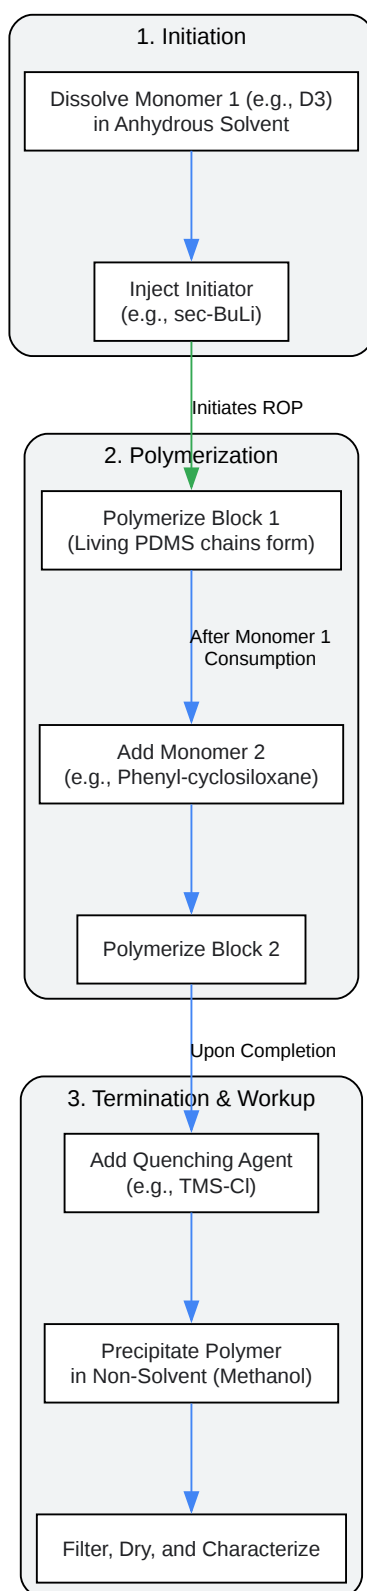 1. Initiation
Dissolve Monomer 1 (e.g., D3)
in Anhydrous Solvent
Inject Initiator
(e.g., sec-BuLi)
Initiates ROP
2. Polymerization
Polymerize Block 1
(Living PDMS chains form)
After Monomer 1
Consumption
Add Monomer 2
(e.g., Phenyl-cyclosiloxane)
Polymerize Block 2
Upon Completion
3. Termination & Workup
Add Quenching Agent
(e.g., TMS-Cl)
Precipitate Polymer
in Non-Solvent (Methanol)
Filter, Dry, and Characterize